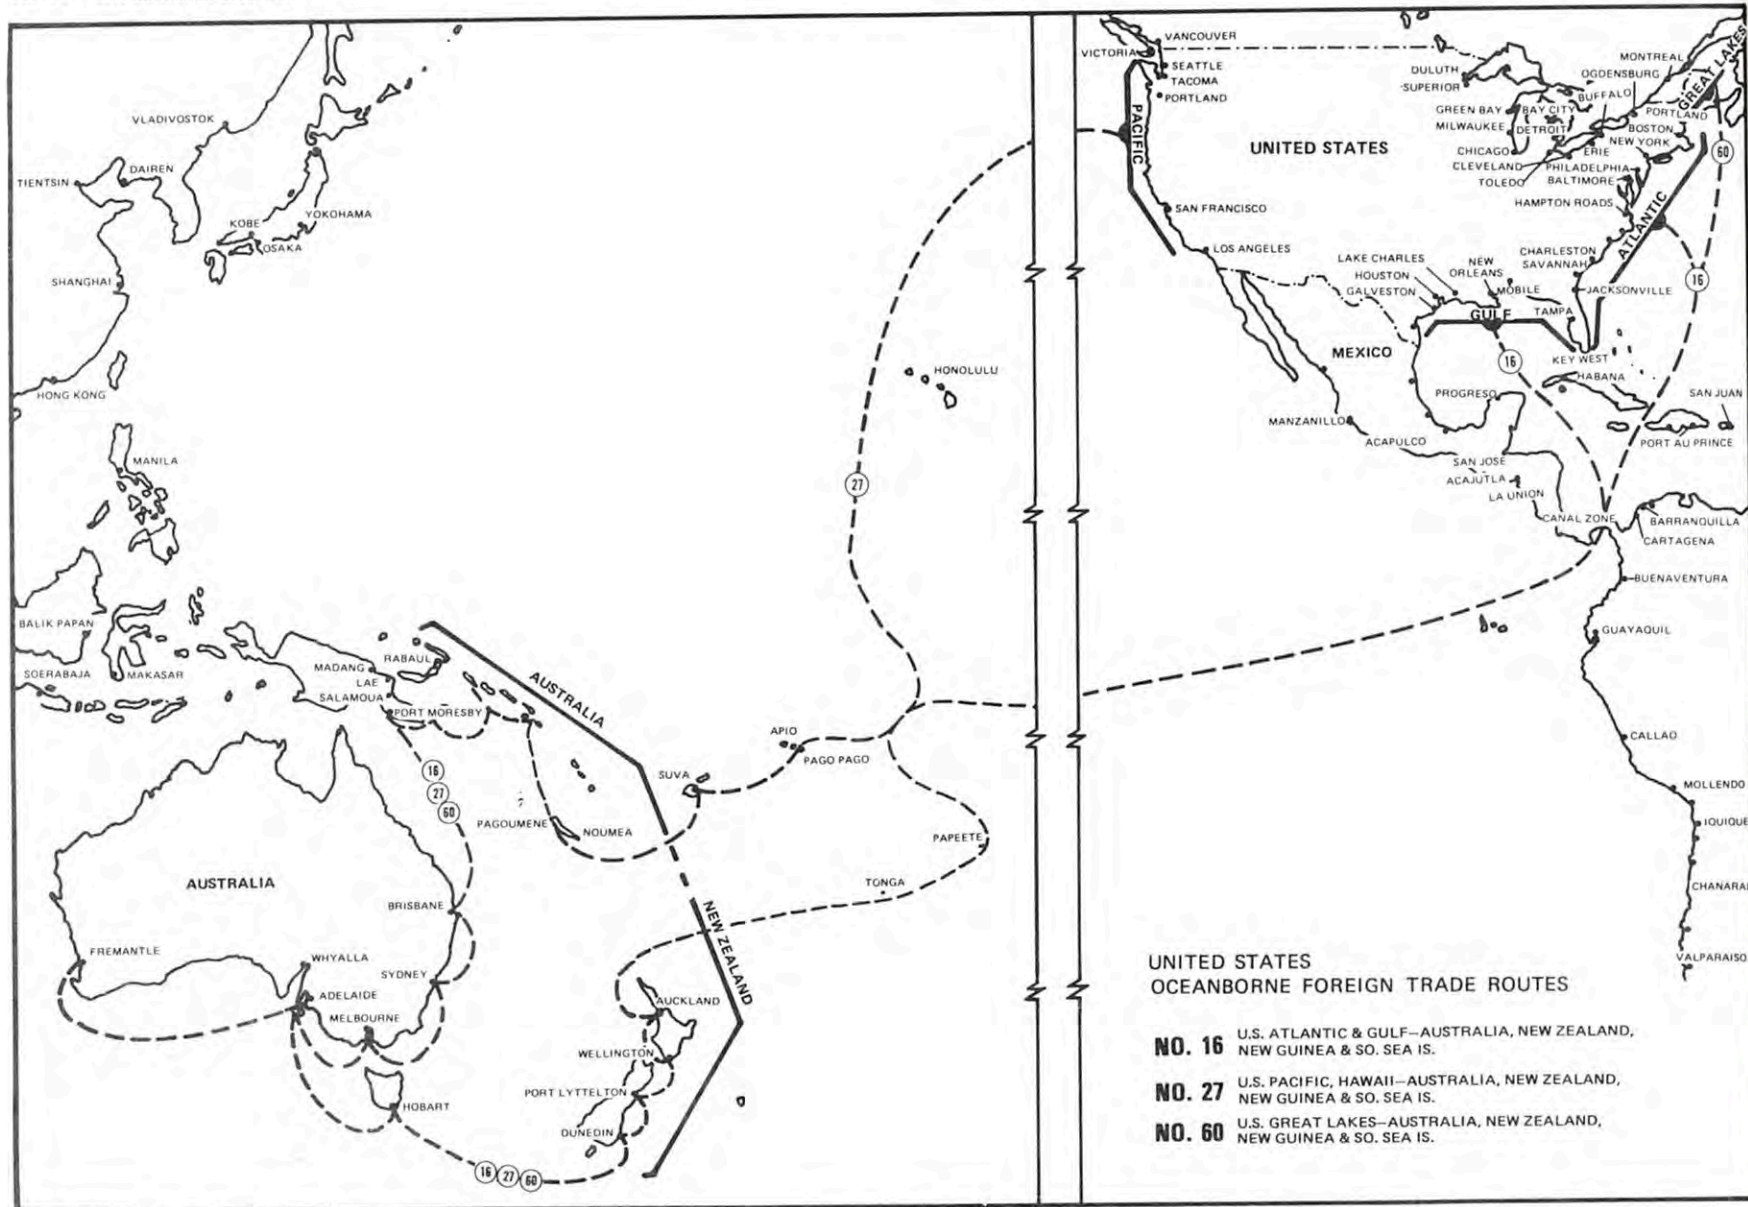 VANCOUVER
VICTORIA
SEATTLE
TACOMA
PORTLAND
PACIFIC
UNITED STATES
SAN FRANCISCO
LOS ANGELES
DULUTH
SUPERIOR
MONTREAL
OGDENSBURG
BUFFALO
GREAT LAKES
GREEN BAY
BAY CITY
PORTLAND
MILWAUKEE
DETROIT
BOSTON
NEW YORK
CHICAGO
ERIE
CLEVELAND
PHILADELPHIA
TOLEDO
BALTIMORE
HAMPTON ROADS
ATLANTIC
60
16
CHARLESTON
SAVANNAH
JACKSONVILLE
LAKE CHARLES
NEW
ORLEANS
HOUSTON
MOBILE
GALVESTON
TAMPA
GULF
16
MEXICO
KEY WEST
HABANA
PROGRESO
SAN JUAN
MANZANILLO
ACAPULCO
PORT AU PRINCE
SAN JOSE
ACAJUTLA
LA UNION
CANAL ZONE
BARRANQUILLA
CARTAGENA
BUENAVENTURA
GUAYAQUIL
CALLAO
MOLLENDO
IQUIQUE
CHANARAL
VALPARAISO
VLADIVOSTOK
DAIREN
TIENTSIN
KOBE
YOKOHAMA
OSAKA
SHANGHAI
HONG KONG
HONOLULU
MANILA
27
BALIK PAPAN
SOERABAJA
MAKASAR
MADANG
RABAUL
LAE
SALAMOUA
PORT MORESBY
AUSTRALIA
APIO
PAGO PAGO
SUVA
16
27
60
PAGOUMENE
NOUMEA
PAPEETE
TONGA
AUSTRALIA
BRISBANE
NEW ZEALAND
FREMANTLE
WHYALLA
SYDNEY
ADELAIDE
MELBOURNE
AUCKLAND
WELLINGTON
PORT LYTTELTON
HOBART
DUNEDIN
16 27 60
UNITED STATES
OCEANBORNE FOREIGN TRADE ROUTES
NO. 16 U.S. ATLANTIC & GULF–AUSTRALIA, NEW ZEALAND,
NEW GUINEA & SO. SEA IS.
NO. 27 U.S. PACIFIC, HAWAII–AUSTRALIA, NEW ZEALAND,
NEW GUINEA & SO. SEA IS.
NO. 60 U.S. GREAT LAKES–AUSTRALIA, NEW ZEALAND,
NEW GUINEA & SO. SEA IS.